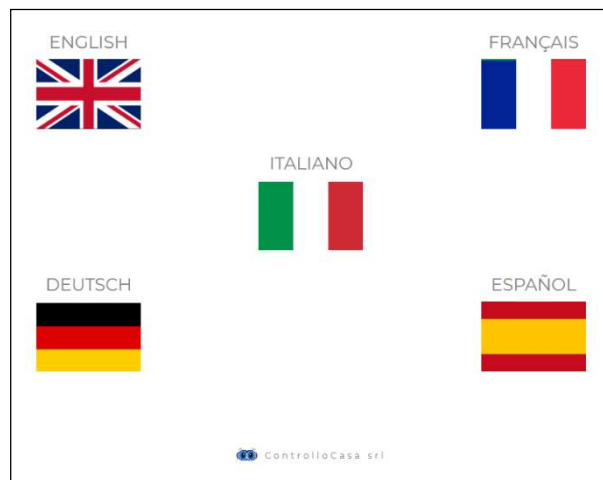 ENGLISH
FRANÇAIS
ITALIANO
DEUTSCH
ESPAÑOL
ControlloCasa srl